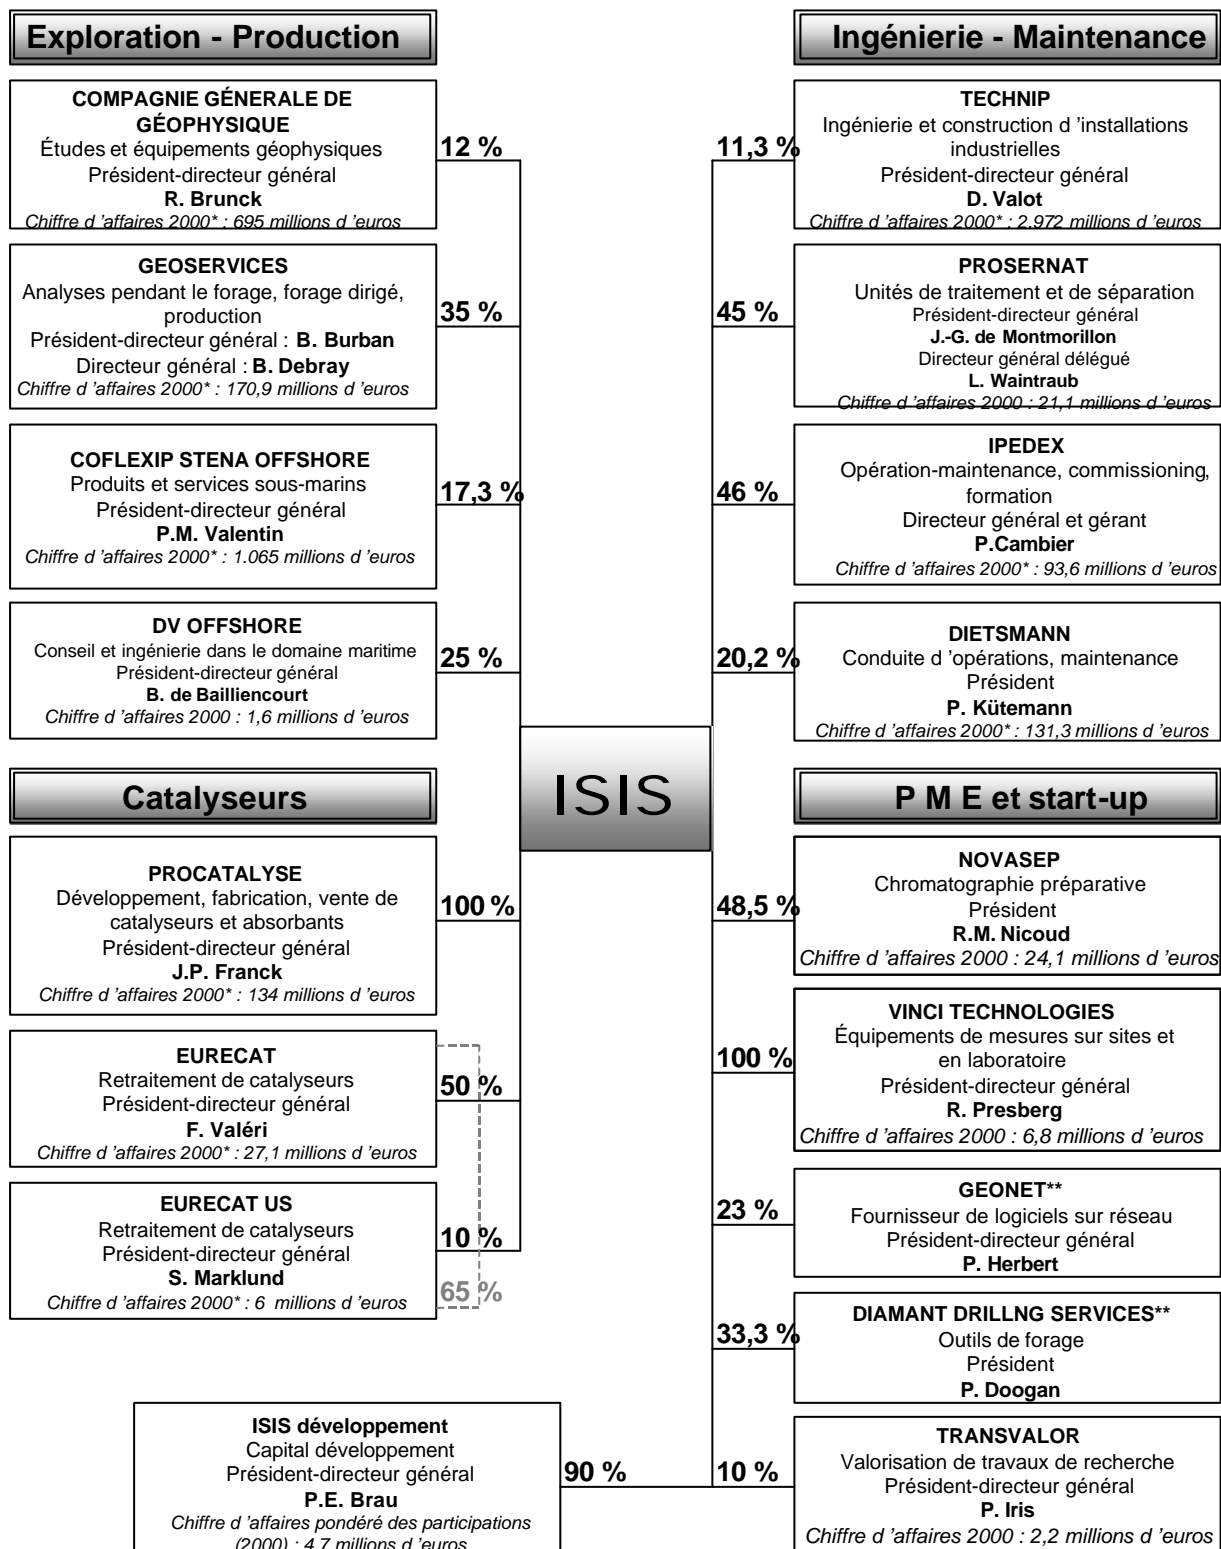 Exploration - Production
COMPAGNIE GÉNERALE DE
GÉOPHYSIQUE
Études et équipements géophysiques
Président-directeur général
R. Brunck
Chiffre d 'affaires 2000* : 695 millions d 'euros
12 %
GEOSERVICES
Analyses pendant le forage, forage dirigé,
production
Président-directeur général : B. Burban
Directeur général : B. Debray
Chiffre d 'affaires 2000* : 170,9 millions d 'euros
35 %
COFLEXIP STENA OFFSHORE
Produits et services sous-marins
Président-directeur général
P.M. Valentin
Chiffre d 'affaires 2000* : 1.065 millions d 'euros
17,3 %
DV OFFSHORE
Conseil et ingénierie dans le domaine maritime
Président-directeur général
B. de Bailliencourt
Chiffre d 'affaires 2000 : 1,6 millions d 'euros
25 %
Ingénierie - Maintenance
TECHNIP
Ingénierie et construction d 'installations
industrielles
Président-directeur général
D. Valot
Chiffre d 'affaires 2000* : 2.972 millions d 'euros
11,3 %
PROSERNAT
Unités de traitement et de séparation
Président-directeur général
J.-G. de Montmorillon
Directeur général délégué
L. Waintraub
Chiffre d 'affaires 2000 : 21,1 millions d 'euros
45 %
IPEDEX
Opération-maintenance, commissioning,
formation
Directeur général et gérant
P.Cambier
Chiffre d 'affaires 2000* : 93,6 millions d 'euros
46 %
DIETSMANN
Conduite d 'opérations, maintenance
Président
P. Kütemann
Chiffre d 'affaires 2000* : 131,3 millions d 'euros
20,2 %
ISIS
Catalyseurs
PROCATALYSE
Développement, fabrication, vente de
catalyseurs et absorbants
Président-directeur général
J.P. Franck
Chiffre d 'affaires 2000* : 134 millions d 'euros
100 %
EURECAT
Retraitement de catalyseurs
Président-directeur général
F. Valéri
Chiffre d 'affaires 2000* : 27,1 millions d 'euros
50 %
EURECAT US
Retraitement de catalyseurs
Président-directeur général
S. Marklund
Chiffre d 'affaires 2000* : 6 millions d 'euros
10 %
65 %
P M E et start-up
NOVASEP
Chromatographie préparative
Président
R.M. Nicoud
Chiffre d 'affaires 2000 : 24,1 millions d 'euros
48,5 %
VINCI TECHNOLOGIES
Équipements de mesures sur sites et
en laboratoire
Président-directeur général
R. Presberg
Chiffre d 'affaires 2000 : 6,8 millions d 'euros
100 %
GEONET**
Fournisseur de logiciels sur réseau
Président-directeur général
P. Herbert
23 %
DIAMANT DRILLNG SERVICES**
Outils de forage
Président
P. Doogan
33,3 %
TRANSVALOR
Valorisation de travaux de recherche
Président-directeur général
P. Iris
Chiffre d 'affaires 2000 : 2,2 millions d 'euros
10 %
ISIS développement
Capital développement
Président-directeur général
P.E. Brau
Chiffre d 'affaires pondéré des participations
(2000) : 4,7 millions d 'euros
90 %